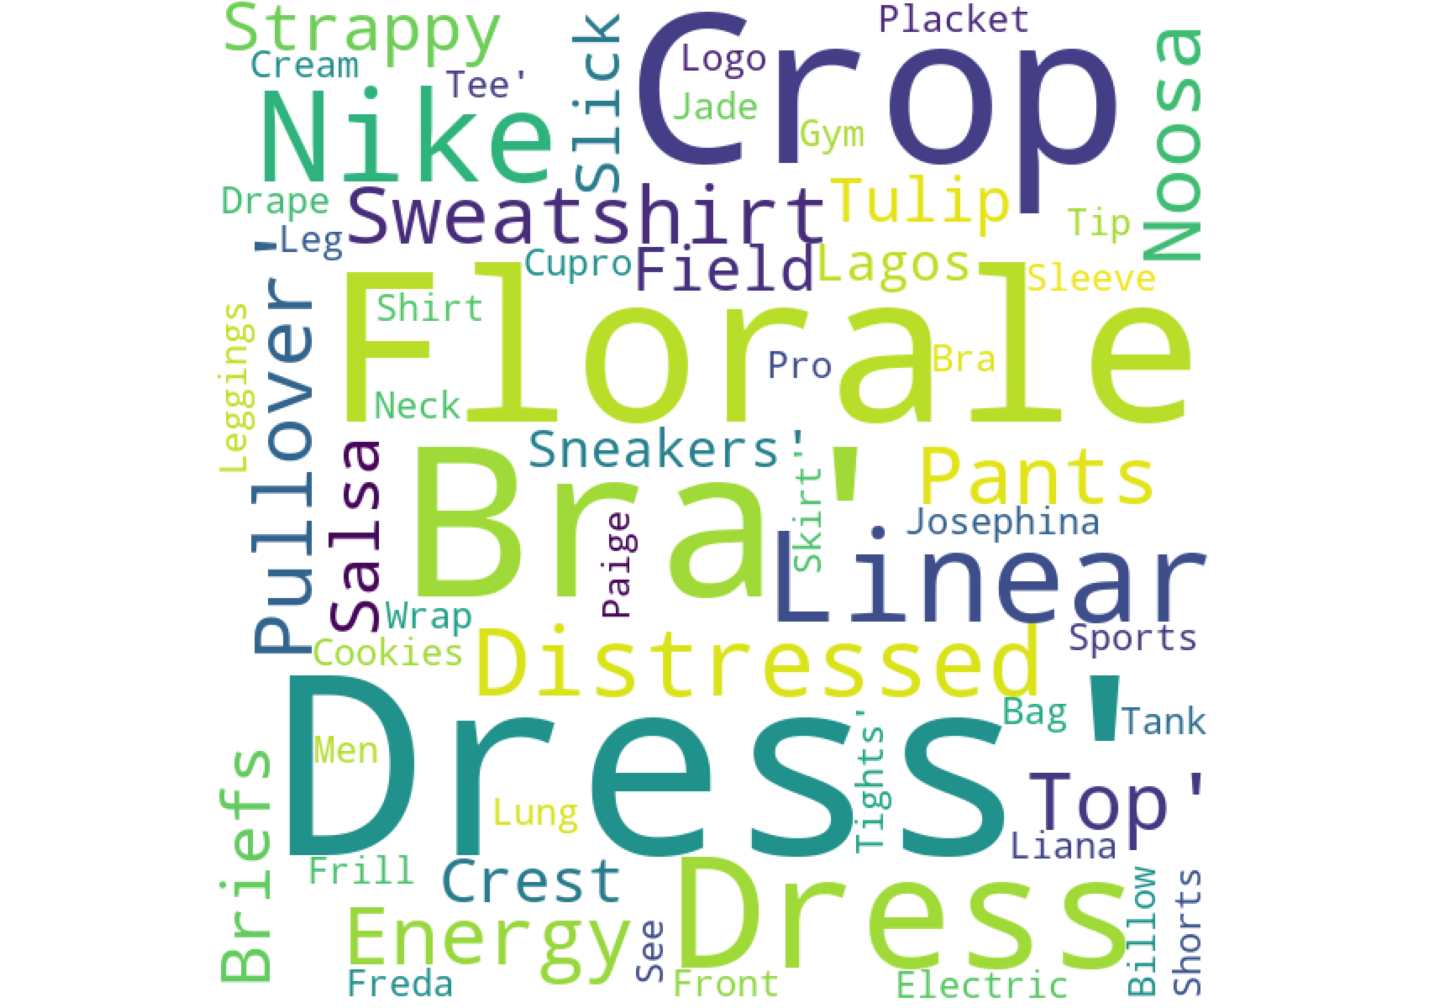 Strappy
Placket
Cream
Tee'
Slick
Crop
Logo
Jade
Gym
Noosa
Nike
Drape
Leg
Sweatshirt
Tulip
Tip
Cupro
Field
Lagos
Sleeve
Pullover'
Leggings
Shirt
Florale
Pro
Bra
Neck
Salsa
Sneakers'
Bra'
Skirt'
Pants
Josephina
Paige
Linear
Wrap
Cookies
Distressed
Sports
Dress'
Men
Bag
Tank
Lung
Tights'
Top'
Liana
Briefs
Frill
Crest
Dress
Energy
See
Billow
Shorts
Freda
Front
Electric